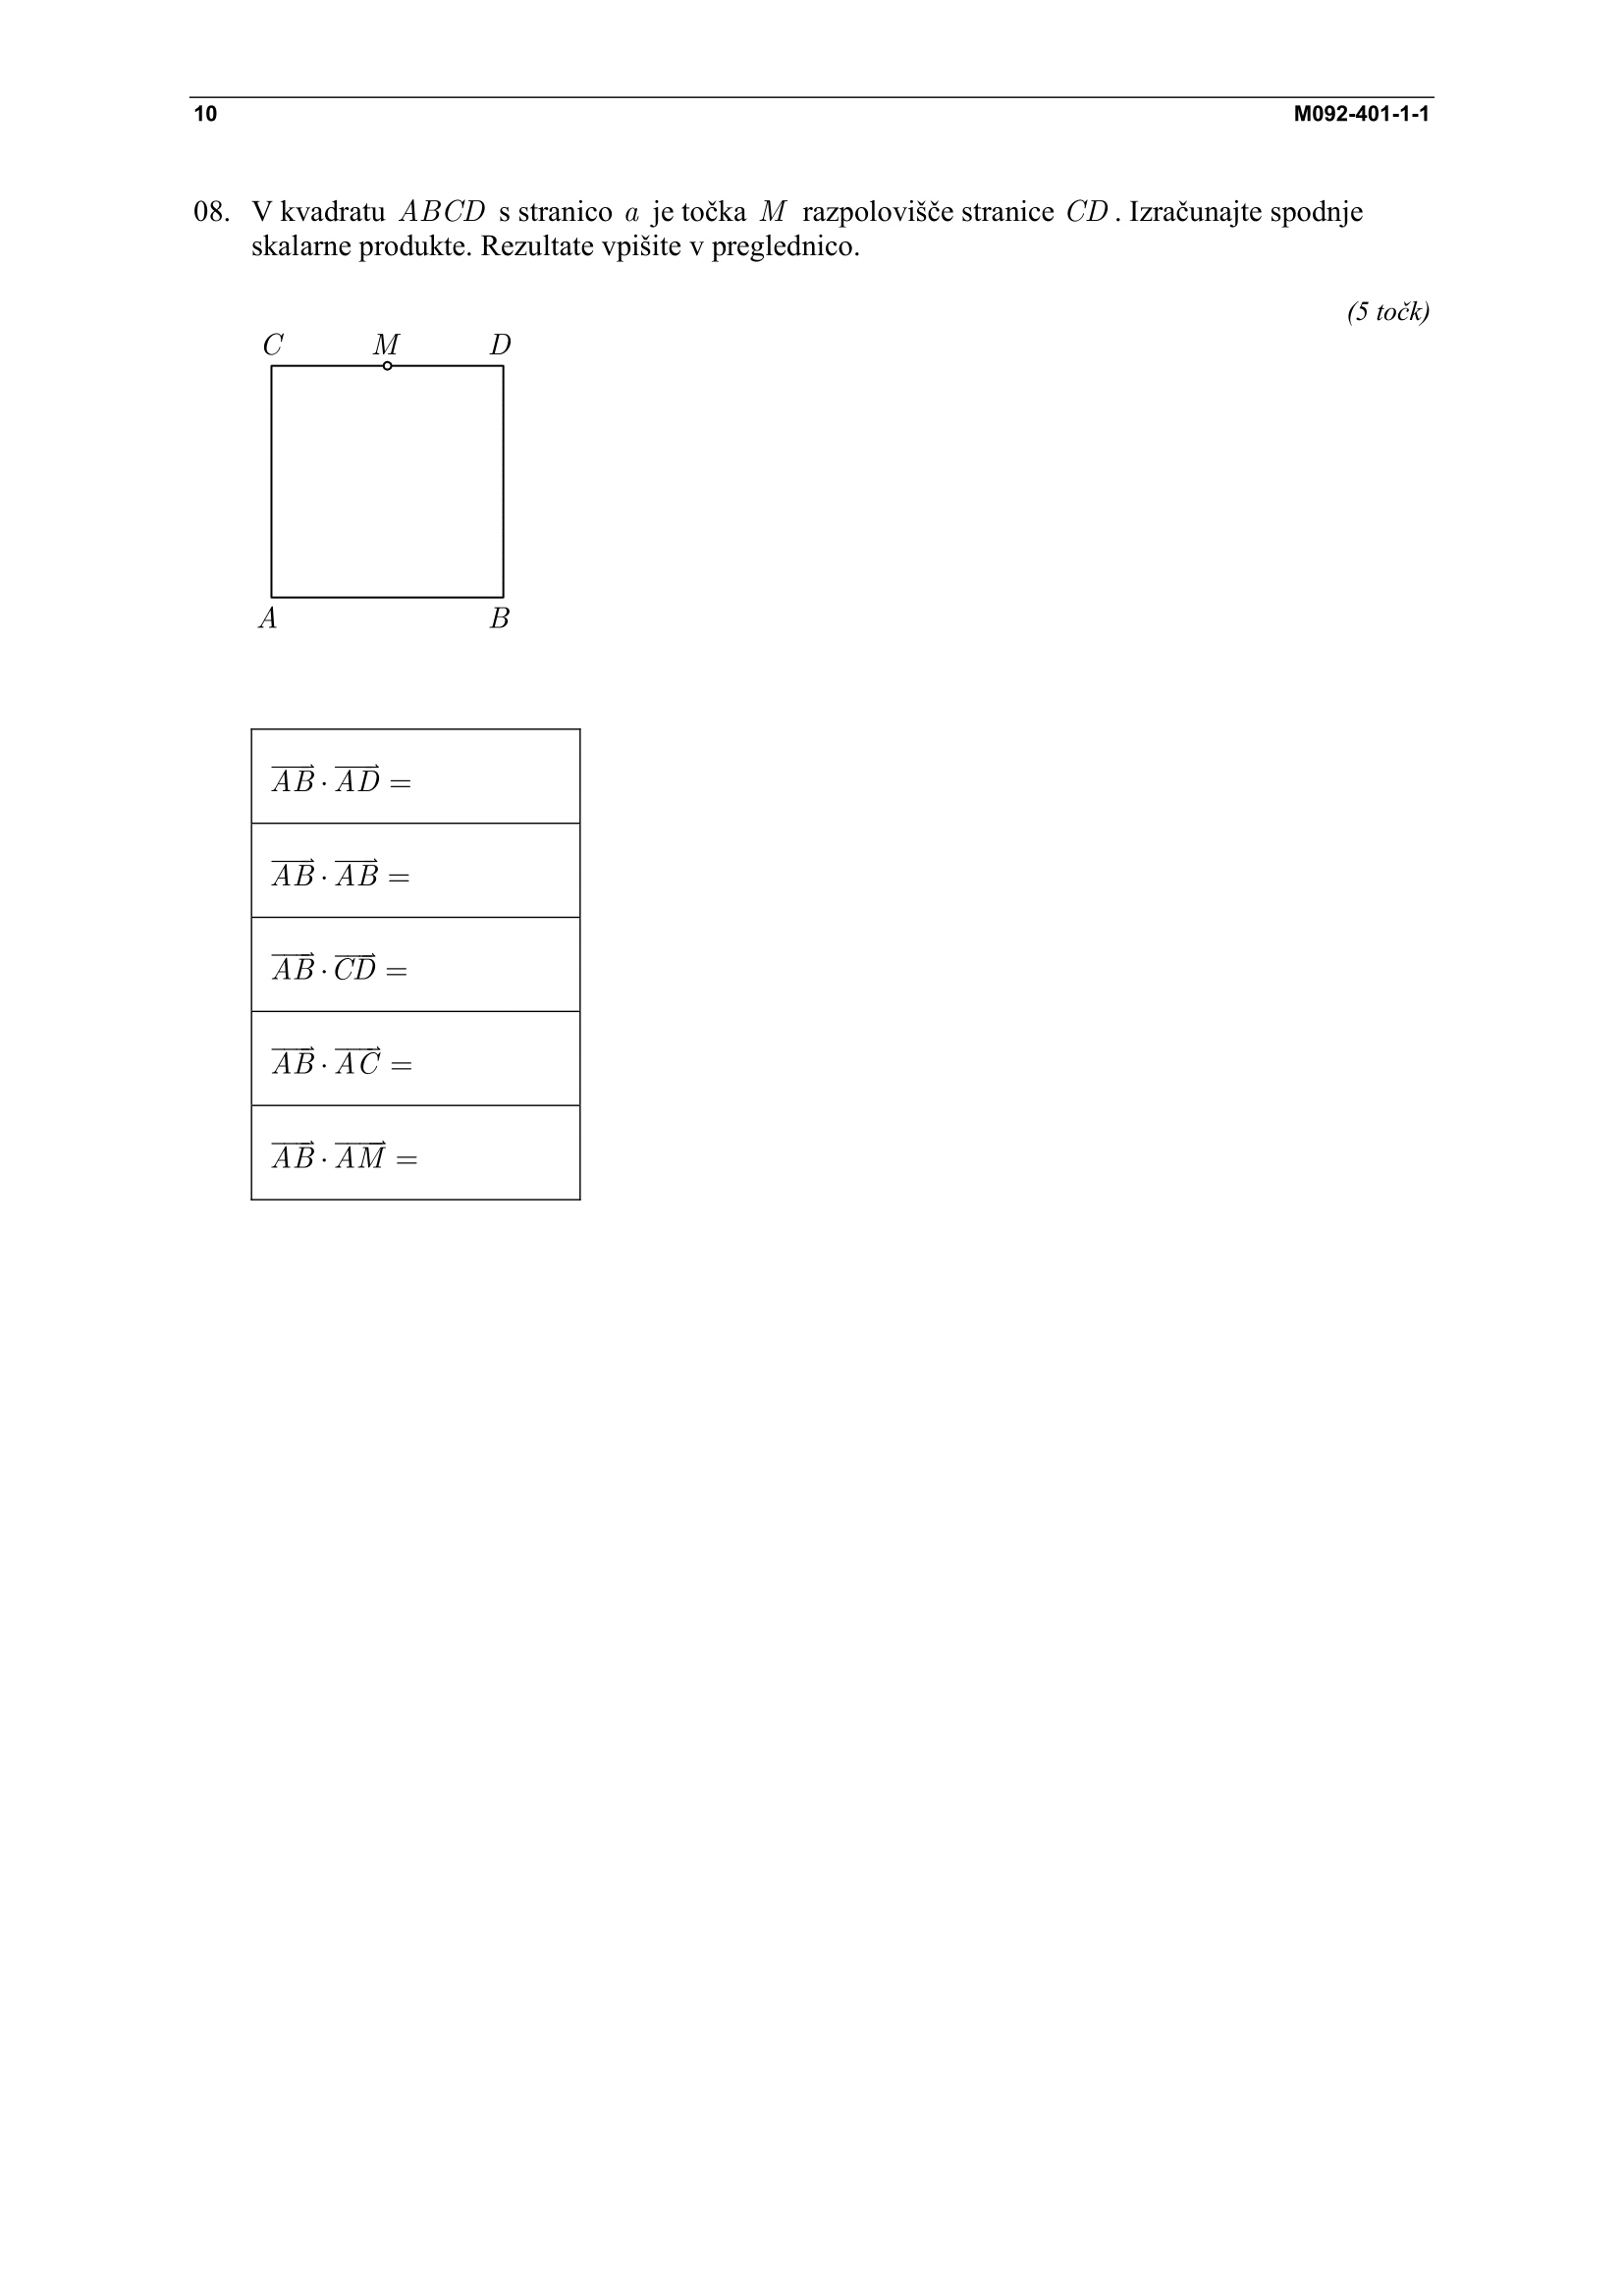 10 M092-401-1-1
08. V kvadratu ABCD s stranico a je točka M razpolovišče stranice CD. Izračunajte spodnje
skalarne produkte. Rezultate vpišite v preglednico.
(5 točk)
C M D
A B
$\overrightarrow{AB} \cdot \overrightarrow{AD} =$
$\overrightarrow{AB} \cdot \overrightarrow{AB} =$
$\overrightarrow{AB} \cdot \overrightarrow{CD} =$
$\overrightarrow{AB} \cdot \overrightarrow{AC} =$
$\overrightarrow{AB} \cdot \overrightarrow{AM} =$